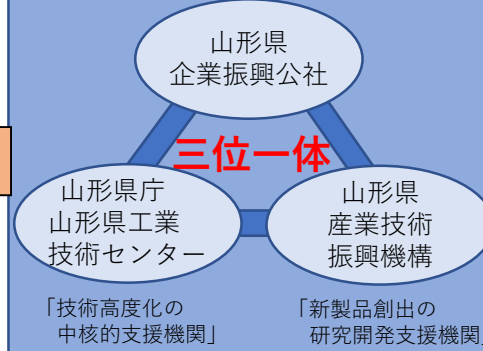 山形県
企業振興公社
三位一体
山形県庁
山形県工業
技術センター
山形県
産業技術
振興機構
「技術高度化の
中核的支援機関」
「新製品創出の
研究開発支援機関」